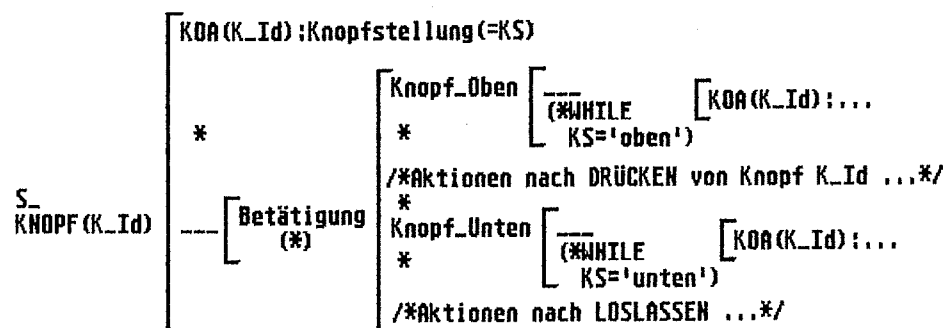 KOA(K_Id):Knopfstellung(=KS)
Knopf_Oben ___ KOA(K_Id):...
(*WHILE
* * KS='oben')
/*Aktionen nach DRÜCKEN von Knopf K_Id ...*/
S_ *
KNOPF(K_Id) ___ Betätigung Knopf_Unten ___ KOA(K_Id):...
(*) * (*WHILE
KS='unten')
/*Aktionen nach LOSLASSEN ...*/